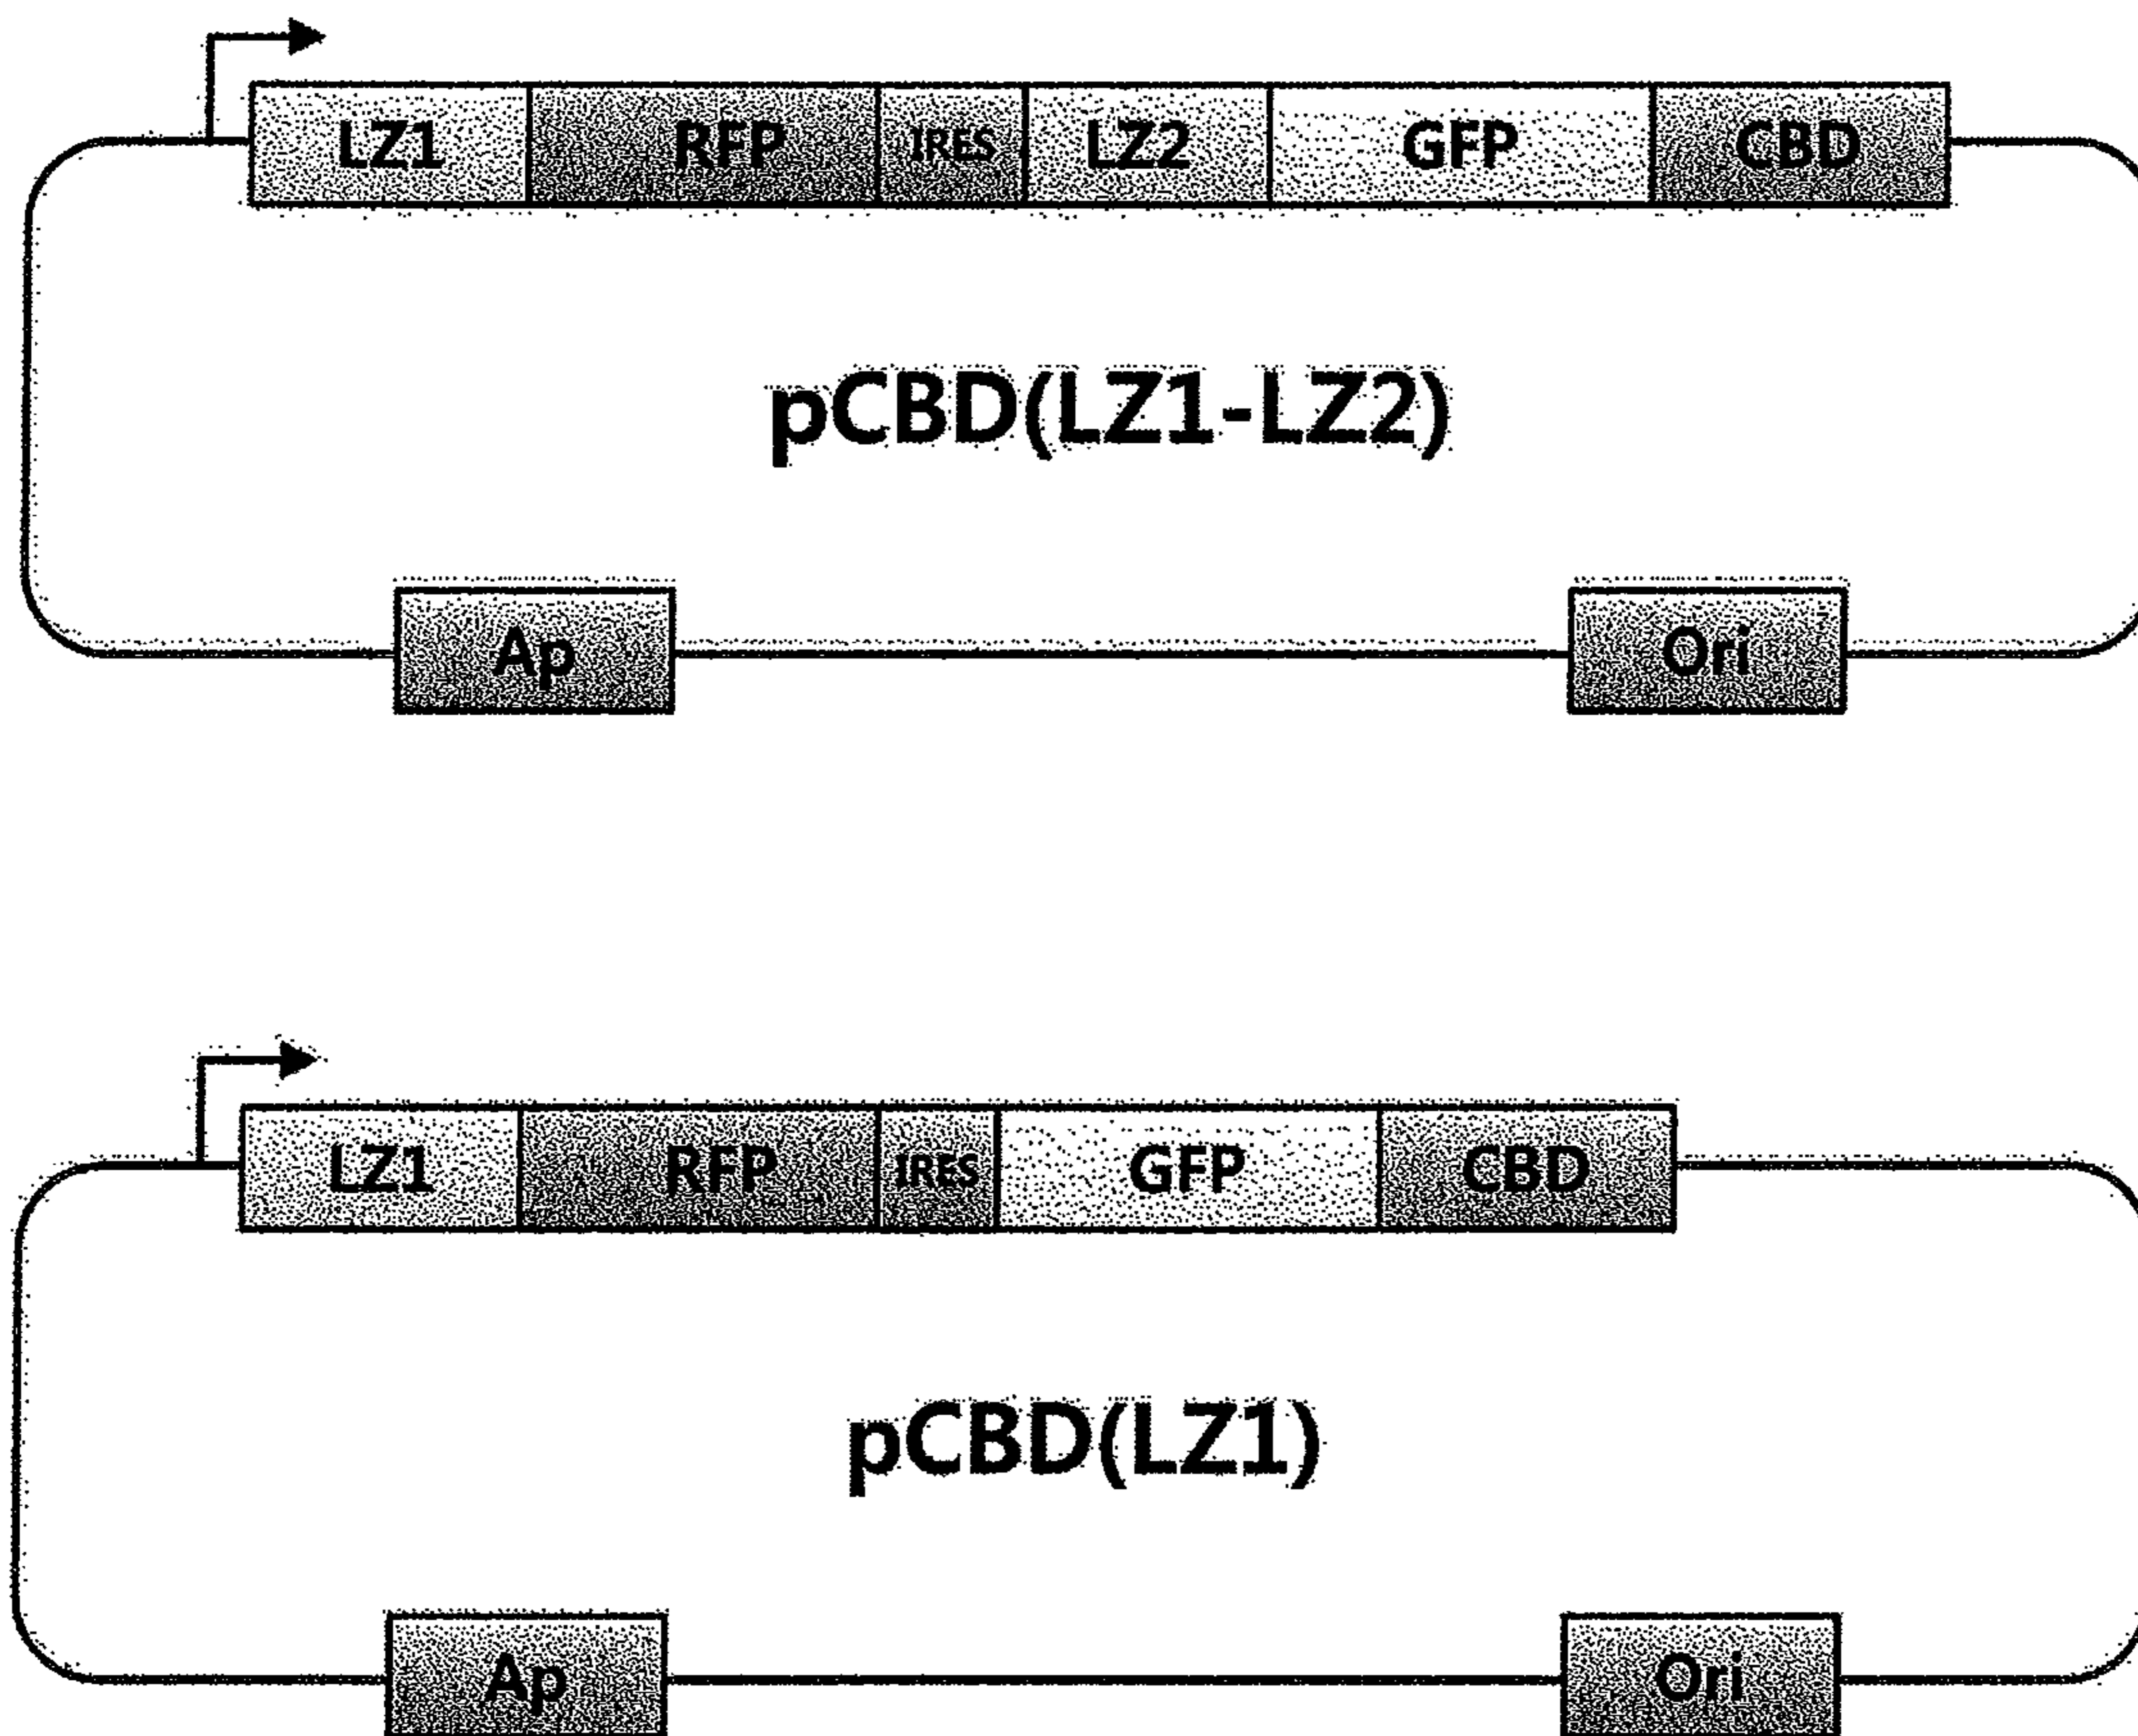 LZ1 RFP IRES LZ2 GFP CBD
pCBD(LZ1-LZ2)
Ap Ori
LZ1 RFP IRES GFP CBD
pCBD(LZ1)
Ap Ori